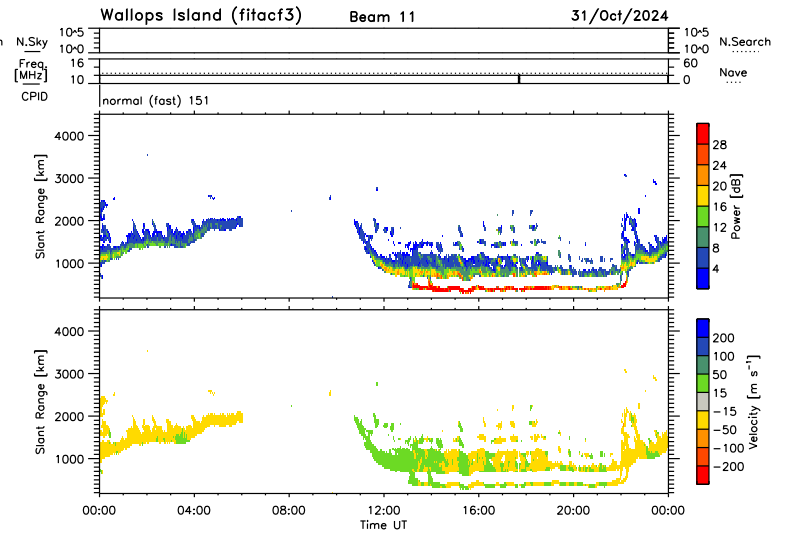 Wallops Island (fitacf3) Beam 11 31/Oct/2024
N.Sky 10^5 10^0 10^5 10^0 N.Search
Freq. [MHz] 16 10 60 0 Nave
CPID normal (fast) 151
Slant Range [km]
4000
3000
2000
1000
28
24
20
16
12
8
4
Power [dB]
Slant Range [km]
4000
3000
2000
1000
200
100
50
15
-15
-50
-100
-200
Velocity [m s⁻¹]
00:00 04:00 08:00 12:00 16:00 20:00 00:00
Time UT